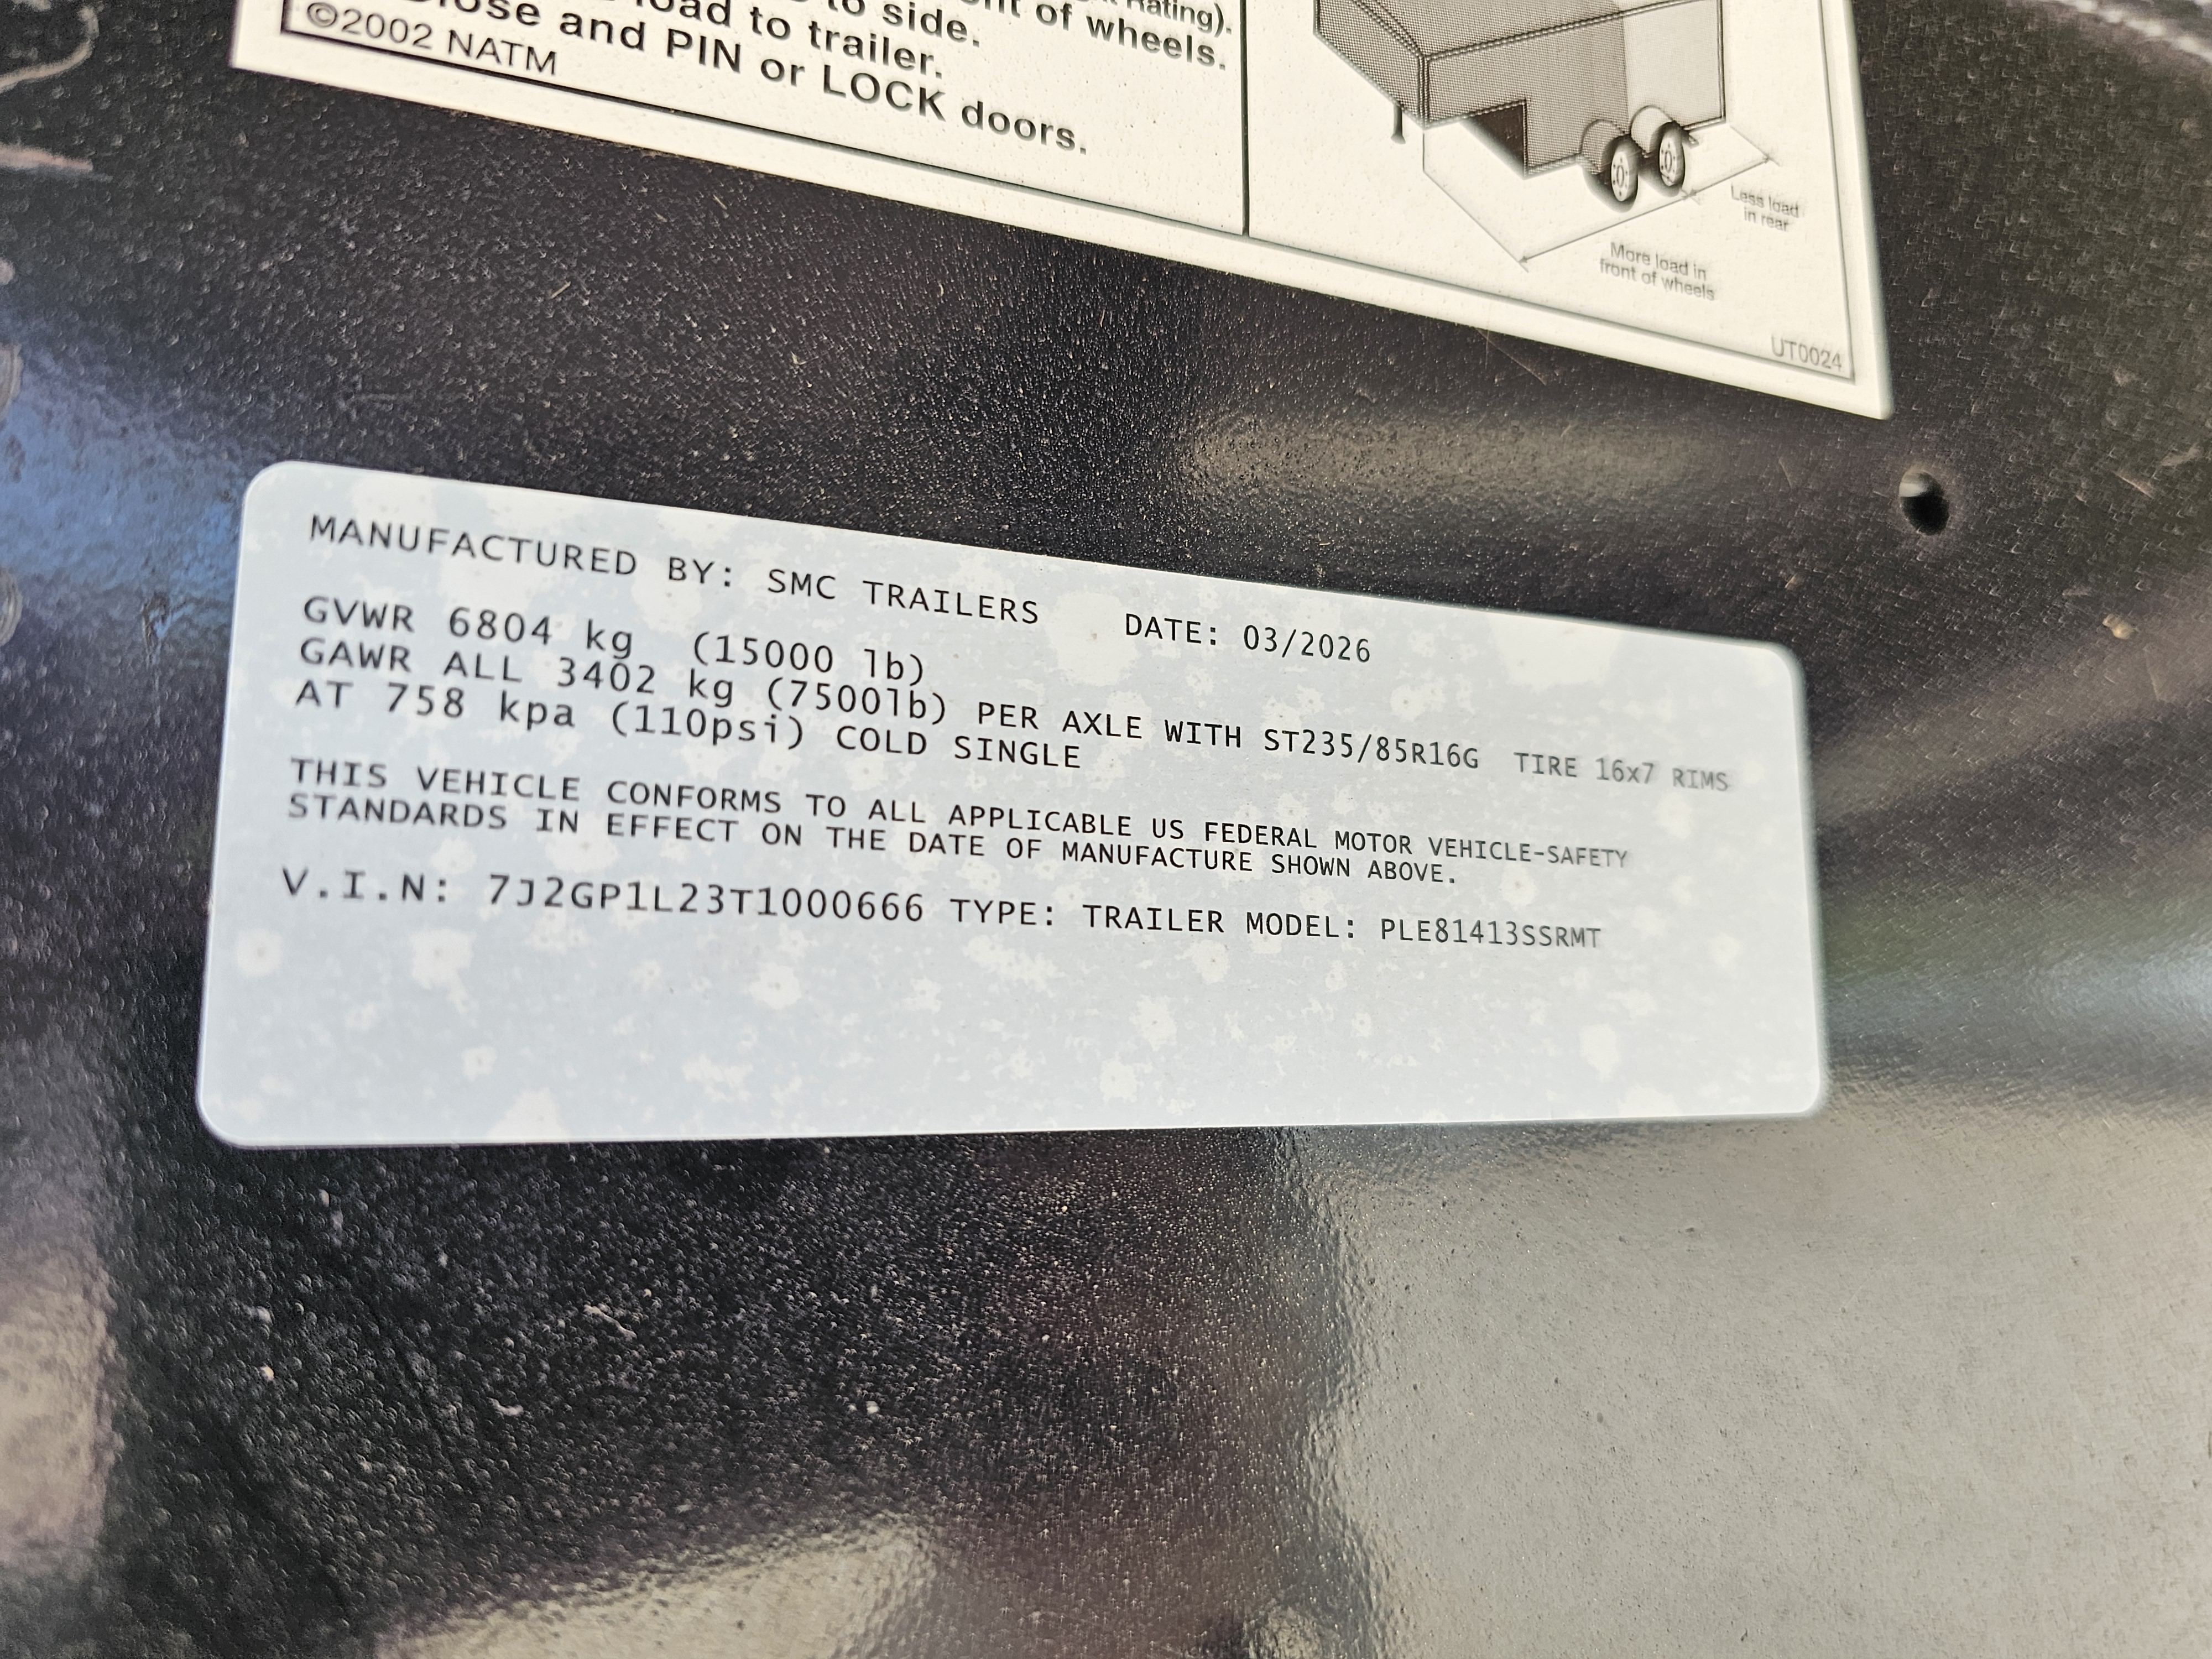 Rating).
to side.
of wheels.
load to trailer.
and PIN or LOCK doors.
©2002 NATM
Less load
in rear
More load in
front of wheels
UT0024
MANUFACTURED BY: SMC TRAILERS DATE: 03/2026
GVWR 6804 kg (15000 lb)
GAWR ALL 3402 kg (7500lb) PER AXLE WITH ST235/85R16G TIRE 16x7 RIMS
AT 758 kpa (110psi) COLD SINGLE
THIS VEHICLE CONFORMS TO ALL APPLICABLE US FEDERAL MOTOR VEHICLE-SAFETY
STANDARDS IN EFFECT ON THE DATE OF MANUFACTURE SHOWN ABOVE.
V.I.N: 7J2GP1L23T1000666 TYPE: TRAILER MODEL: PLE81413SSRMT